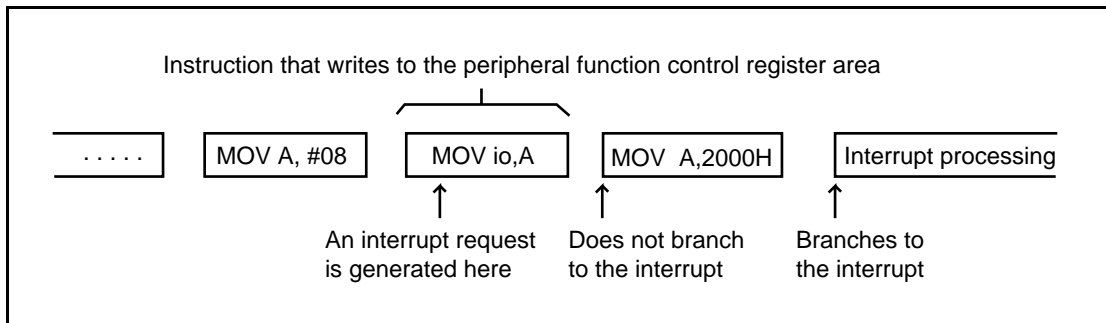 Instruction that writes to the peripheral function control register area
. . . . . MOV A, #08 MOV io,A MOV A,2000H Interrupt processing
An interrupt request Does not branch Branches to
is generated here to the interrupt the interrupt